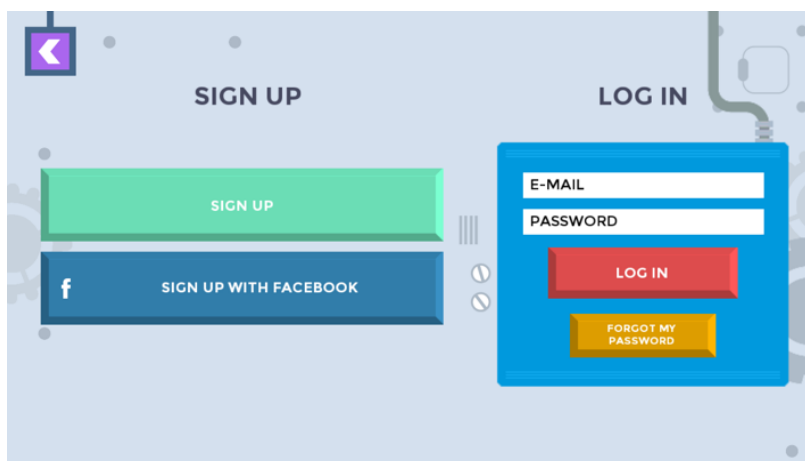 SIGN UP
SIGN UP
f SIGN UP WITH FACEBOOK
LOG IN
E-MAIL
PASSWORD
LOG IN
FORGOT MY
PASSWORD